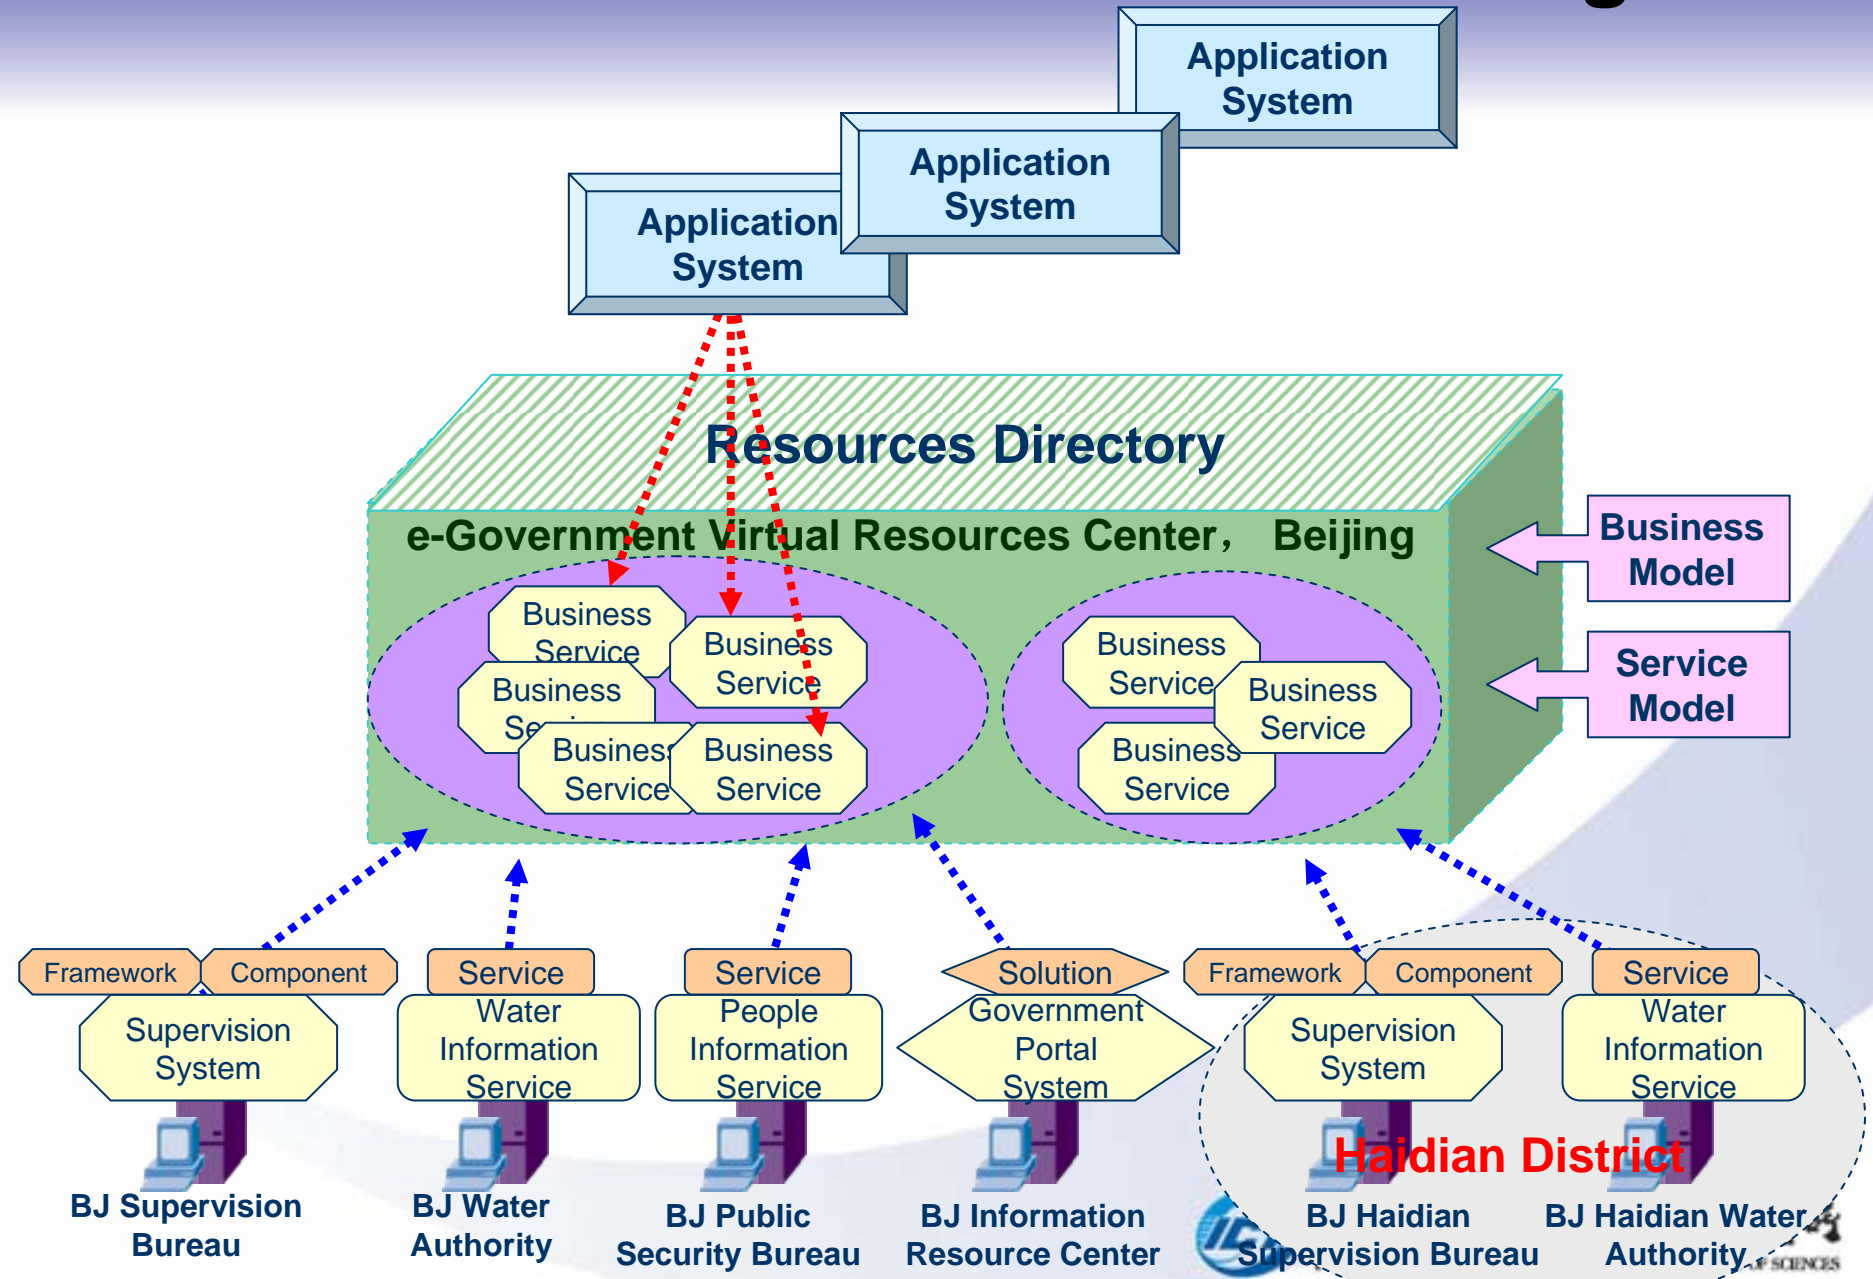 Application
System
Application
System
Application
System
Resources Directory
e-Government Virtual Resources Center， Beijing
Business
Model
Service
Model
Business
Service
Business
Service
Business
Business
Service
Business
Service
Business
Service
Business
Service
Business
Service
Framework
Component
Supervision
System
Service
Water
Information
Service
Service
People
Information
Service
Solution
Government
Portal
System
Framework
Component
Supervision
System
Service
Water
Information
Service
Haidian District
BJ Supervision
Bureau
BJ Water
Authority
BJ Public
Security Bureau
BJ Information
Resource Center
BJ Haidian
Supervision Bureau
BJ Haidian Water
Authority
OF SCIENCES